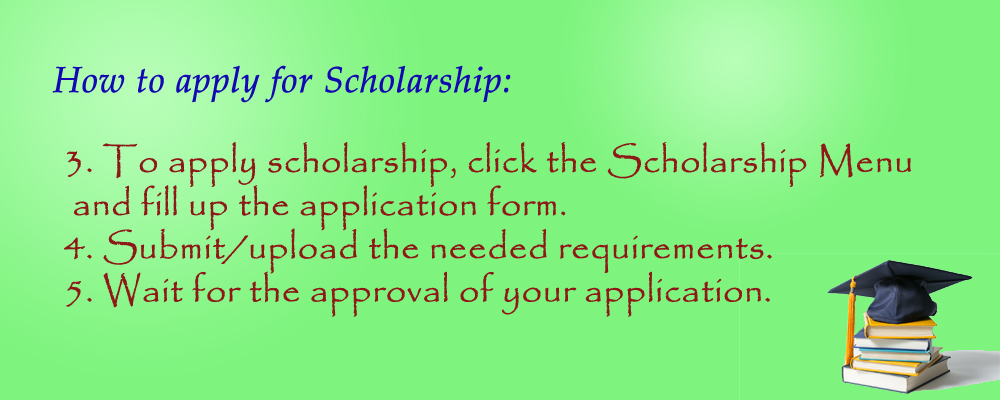 How to apply for Scholarship:
3. To apply scholarship, click the Scholarship Menu
and fill up the application form.
4. Submit/upload the needed requirements.
5. Wait for the approval of your application.